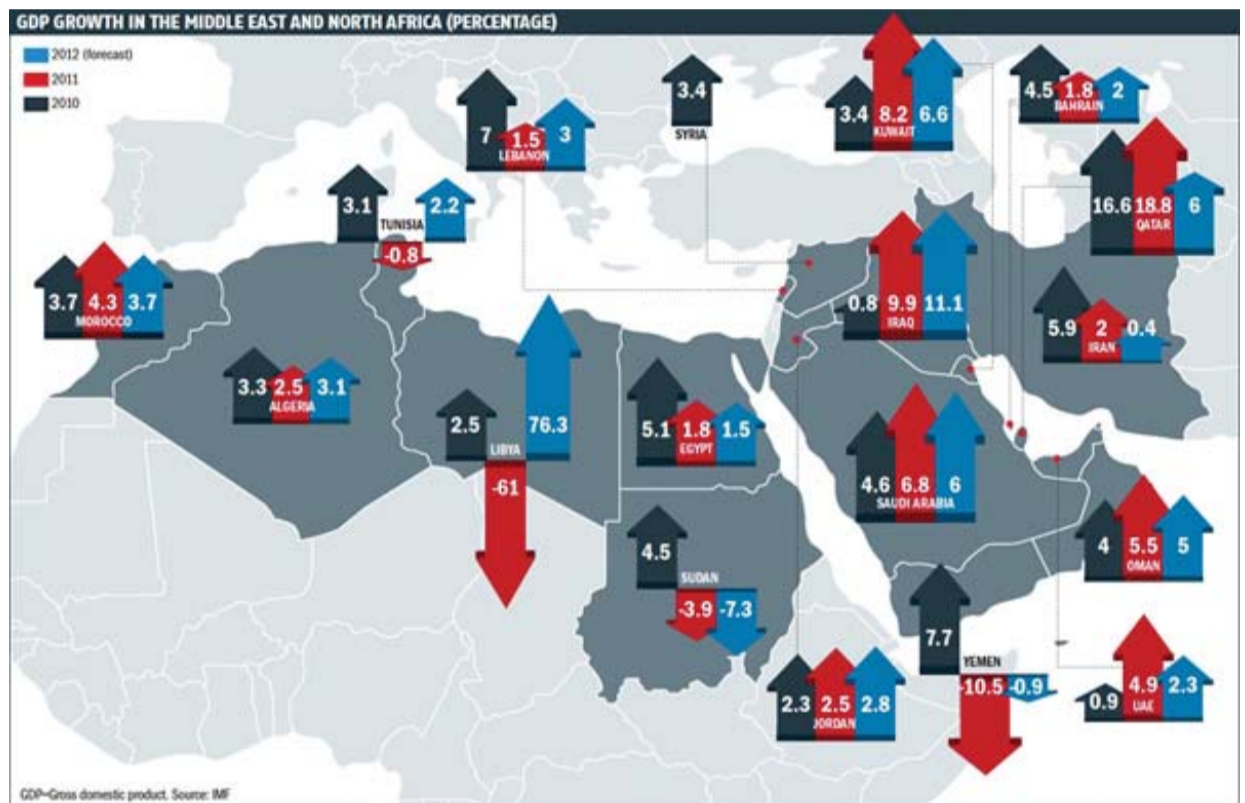 GDP GROWTH IN THE MIDDLE EAST AND NORTH AFRICA (PERCENTAGE)
2012 (forecast)
2011
2010
7
1.5
3
LEBANON
3.4
SYRIA
3.4
8.2
6.6
KUWAIT
4.5
1.8
2
BAHRAIN
16.6
18.8
6
QATAR
3.1
2.2
TUNISIA
-0.8
3.7
4.3
3.7
MOROCCO
0.8
9.9
11.1
IRAQ
5.9
2
0.4
IRAN
3.3
2.5
3.1
ALGERIA
2.5
76.3
LIBYA
-61
5.1
1.8
1.5
EGYPT
4.6
6.8
6
SAUDI ARABIA
4
5.5
5
OMAN
4.5
SUDAN
-3.9
-7.3
7.7
YEMEN
-10.5
-0.9
2.3
2.5
2.8
JORDAN
0.9
4.9
2.3
UAE
GDP=Gross domestic product. Source: IMF